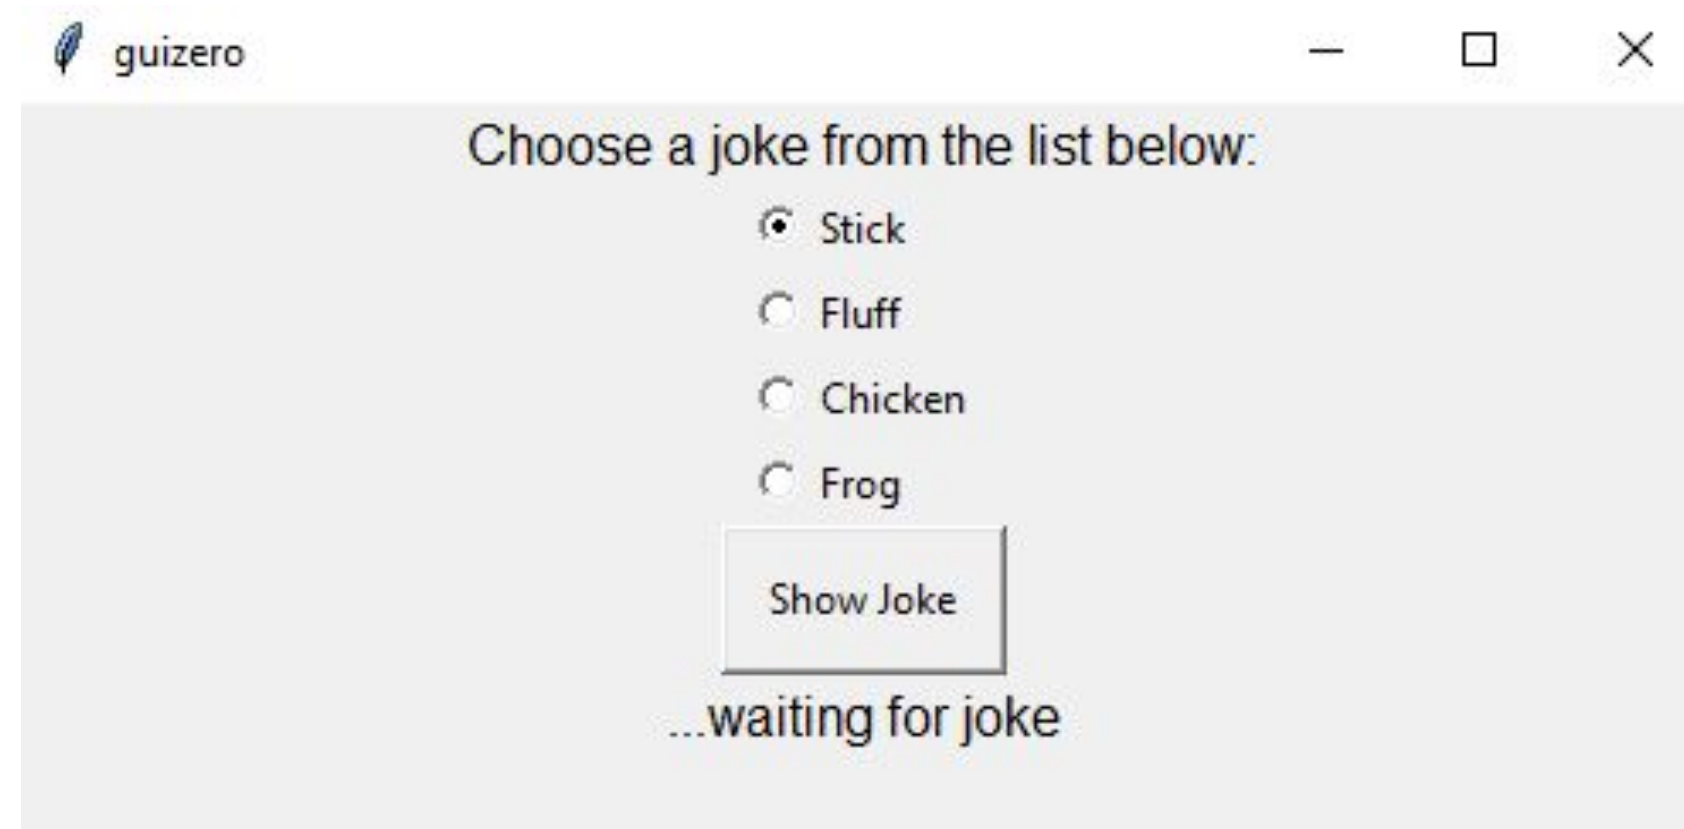 guizero
Choose a joke from the list below:
Stick
Fluff
Chicken
Frog
Show Joke
...waiting for joke